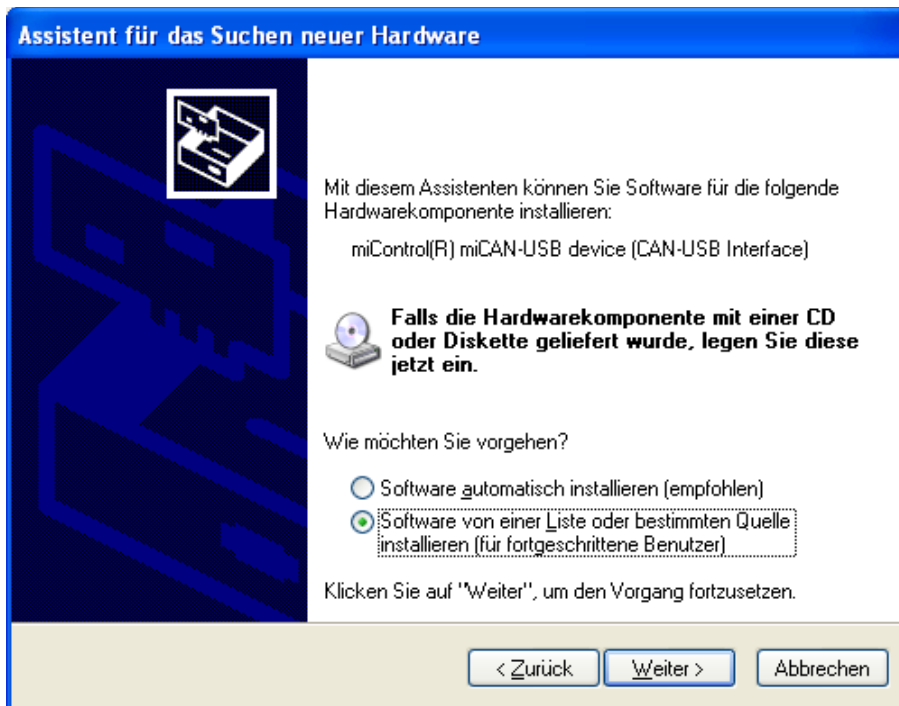 Assistent für das Suchen neuer Hardware
Mit diesem Assistenten können Sie Software für die folgende
Hardwarekomponente installieren:
miControl(R) miCAN-USB device (CAN-USB Interface)
Falls die Hardwarekomponente mit einer CD
oder Diskette geliefert wurde, legen Sie diese
jetzt ein.
Wie möchten Sie vorgehen?
Software automatisch installieren (empfohlen)
Software von einer Liste oder bestimmten Quelle
installieren (für fortgeschrittene Benutzer)
Klicken Sie auf "Weiter", um den Vorgang fortzusetzen.
< Zurück Weiter > Abbrechen